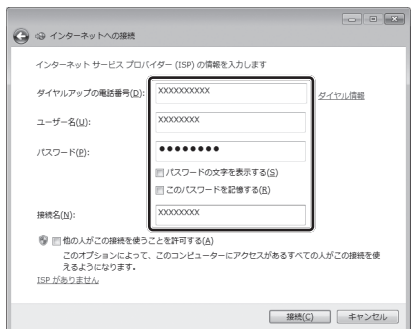 インターネットへの接続
インターネット サービス プロバイダー (ISP) の情報を入力します
ダイヤルアップの電話番号(D): XXXXXXXXXX ダイヤル情報
ユーザー名(U): XXXXXXXX
パスワード(P): ●●●●●●●●
パスワードの文字を表示する(S)
このパスワードを記憶する(R)
接続名(N): XXXXXXXX
他の人がこの接続を使うことを許可する(A)
このオプションによって、このコンピューターにアクセスがあるすべての人がこの接続を使
えるようになります。
ISP がありません
接続(C) キャンセル